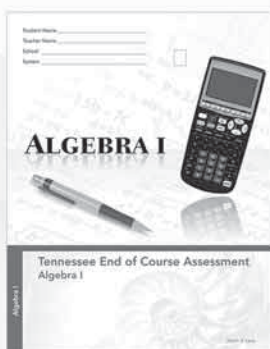 Student Name
Teacher Name
School
System
ALGEBRA I
Tennessee End of Course Assessment
Algebra I
Algebra I